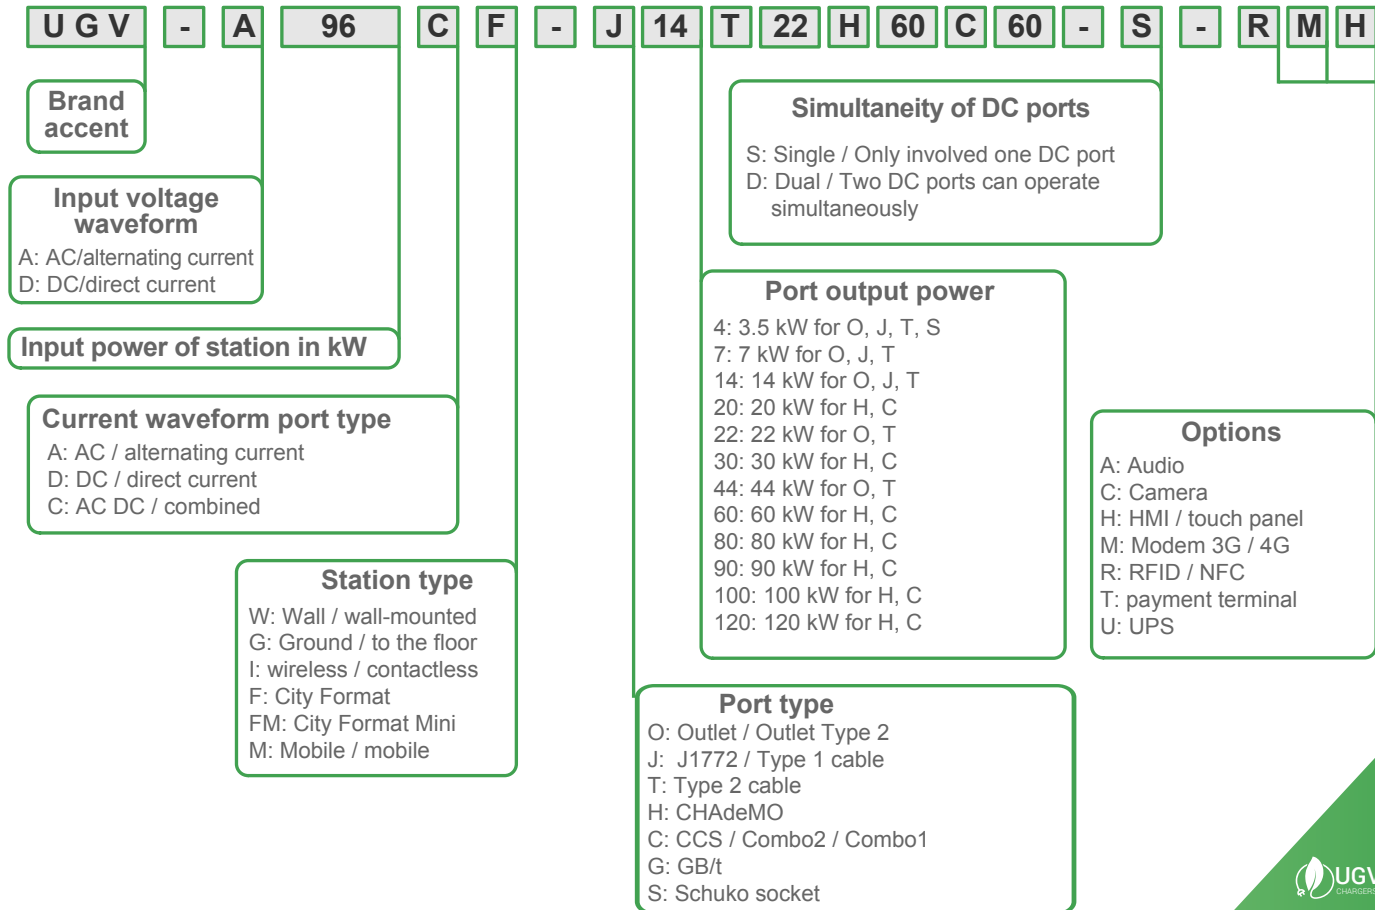 UGV - A 96 C F - J 14 T 22 H 60 C 60 - S - R M H
Brand
accent
Input voltage
waveform
A: AC/alternating current
D: DC/direct current
Input power of station in kW
Current waveform port type
A: AC / alternating current
D: DC / direct current
C: AC DC / combined
Station type
W: Wall / wall-mounted
G: Ground / to the floor
I: wireless / contactless
F: City Format
FM: City Format Mini
M: Mobile / mobile
Simultaneity of DC ports
S: Single / Only involved one DC port
D: Dual / Two DC ports can operate
simultaneously
Port output power
4: 3.5 kW for O, J, T, S
7: 7 kW for O, J, T
14: 14 kW for O, J, T
20: 20 kW for H, C
22: 22 kW for O, T
30: 30 kW for H, C
44: 44 kW for O, T
60: 60 kW for H, C
80: 80 kW for H, C
90: 90 kW for H, C
100: 100 kW for H, C
120: 120 kW for H, C
Port type
O: Outlet / Outlet Type 2
J: J1772 / Type 1 cable
T: Type 2 cable
H: CHAdeMO
C: CCS / Combo2 / Combo1
G: GB/t
S: Schuko socket
Options
A: Audio
C: Camera
H: HMI / touch panel
M: Modem 3G / 4G
R: RFID / NFC
T: payment terminal
U: UPS
UGV
CHARGERS